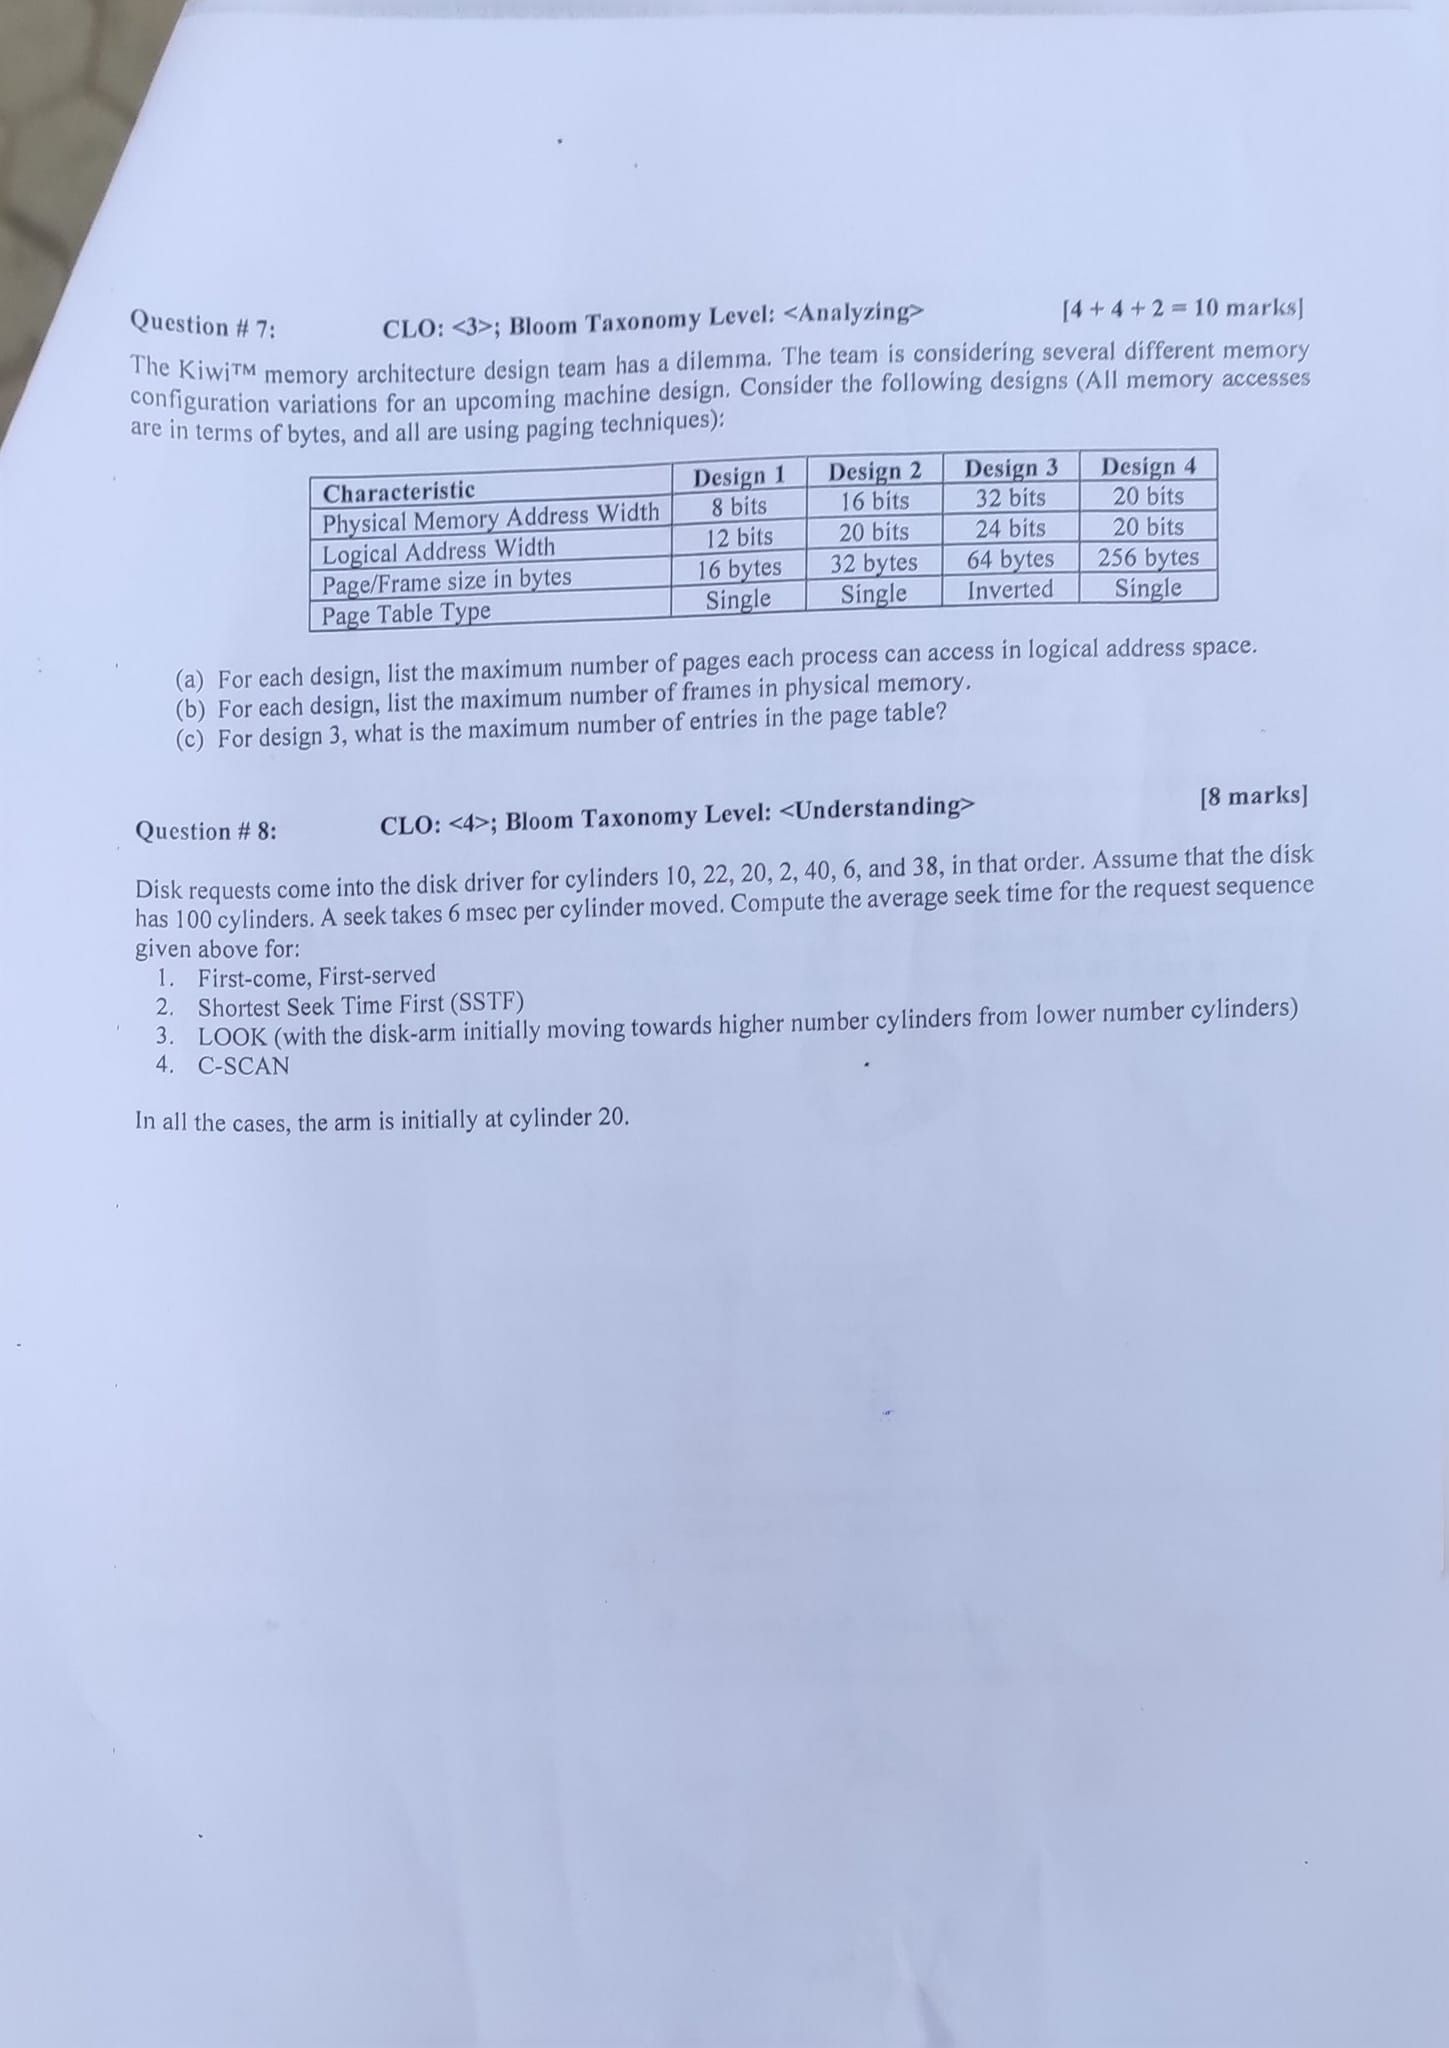 Question # 7: CLO: <3>; Bloom Taxonomy Level: <Analyzing> [4 + 4 + 2 = 10 marks]
The Kiwi™ memory architecture design team has a dilemma. The team is considering several different memory
configuration variations for an upcoming machine design. Consider the following designs (All memory accesses
are in terms of bytes, and all are using paging techniques):
Characteristic Design 1 Design 2 Design 3 Design 4
Physical Memory Address Width 8 bits 16 bits 32 bits 20 bits
Logical Address Width 12 bits 20 bits 24 bits 20 bits
Page/Frame size in bytes 16 bytes 32 bytes 64 bytes 256 bytes
Page Table Type Single Single Inverted Single
(a) For each design, list the maximum number of pages each process can access in logical address space.
(b) For each design, list the maximum number of frames in physical memory.
(c) For design 3, what is the maximum number of entries in the page table?
Question # 8: CLO: <4>; Bloom Taxonomy Level: <Understanding> [8 marks]
Disk requests come into the disk driver for cylinders 10, 22, 20, 2, 40, 6, and 38, in that order. Assume that the disk
has 100 cylinders. A seek takes 6 msec per cylinder moved. Compute the average seek time for the request sequence
given above for:
1. First-come, First-served
2. Shortest Seek Time First (SSTF)
3. LOOK (with the disk-arm initially moving towards higher number cylinders from lower number cylinders)
4. C-SCAN
In all the cases, the arm is initially at cylinder 20.